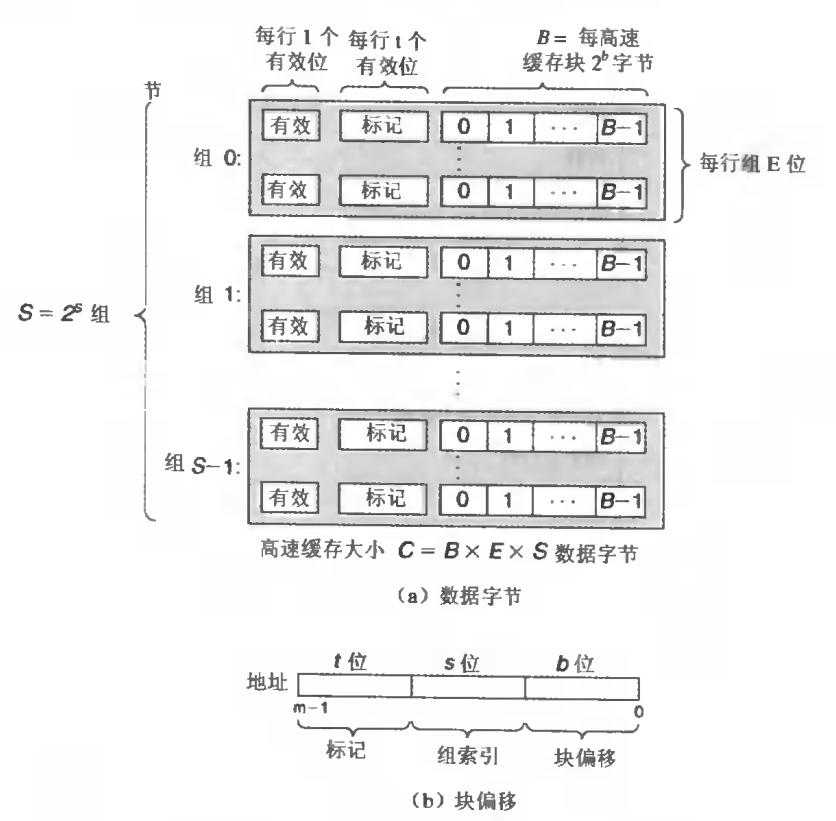 每行 1 个 每行 t 个 B = 每高速
有效位 有效位 缓存块 2^b 字节
节
有效 标记 0 1 ··· B−1
组 0: 每行组 E 位
有效 标记 0 1 ··· B−1
有效 标记 0 1 ··· B−1
组 1:
S = 2^s 组
有效 标记 0 1 ··· B−1
有效 标记 0 1 ··· B−1
组 S−1:
有效 标记 0 1 ··· B−1
高速缓存大小 C = B × E × S 数据字节
(a) 数据字节
t 位 s 位 b 位
地址
m−1 0
标记 组索引 块偏移
(b) 块偏移